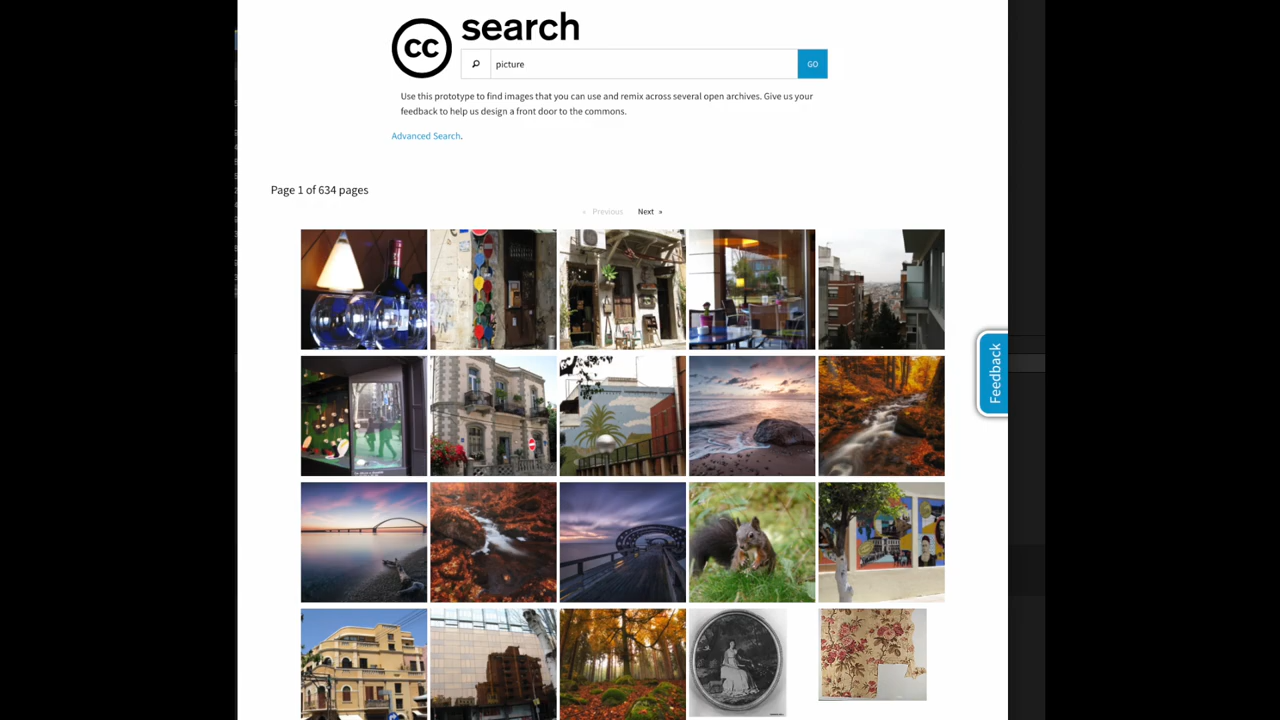 cc
search
picture
GO
Use this prototype to find images that you can use and remix across several open archives. Give us your
feedback to help us design a front door to the commons.
Advanced Search.
Page 1 of 634 pages
« Previous Next »
Feedback